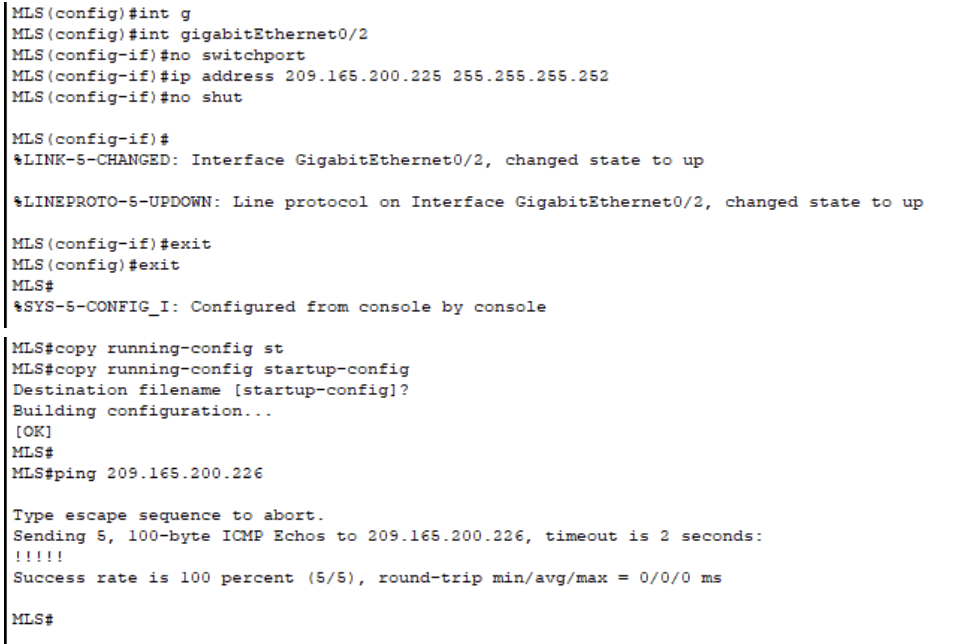 MLS(config)#int g
MLS(config)#int gigabitEthernet0/2
MLS(config-if)#no switchport
MLS(config-if)#ip address 209.165.200.225 255.255.255.252
MLS(config-if)#no shut
MLS(config-if)#
%LINK-5-CHANGED: Interface GigabitEthernet0/2, changed state to up
%LINEPROTO-5-UPDOWN: Line protocol on Interface GigabitEthernet0/2, changed state to up
MLS(config-if)#exit
MLS(config)#exit
MLS#
%SYS-5-CONFIG_I: Configured from console by console
MLS#copy running-config st
MLS#copy running-config startup-config
Destination filename [startup-config]?
Building configuration...
[OK]
MLS#
MLS#ping 209.165.200.226
Type escape sequence to abort.
Sending 5, 100-byte ICMP Echos to 209.165.200.226, timeout is 2 seconds:
!!!!!
Success rate is 100 percent (5/5), round-trip min/avg/max = 0/0/0 ms
MLS#